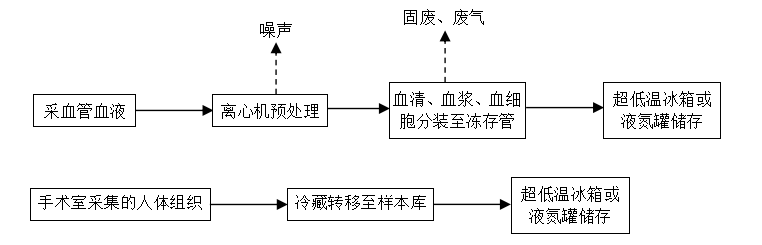 噪声
固废、废气
采血管血液
离心机预处理
血清、血浆、血细
胞分装至冻存管
超低温冰箱或
液氮罐储存
手术室采集的人体组织
冷藏转移至样本库
超低温冰箱或
液氮罐储存